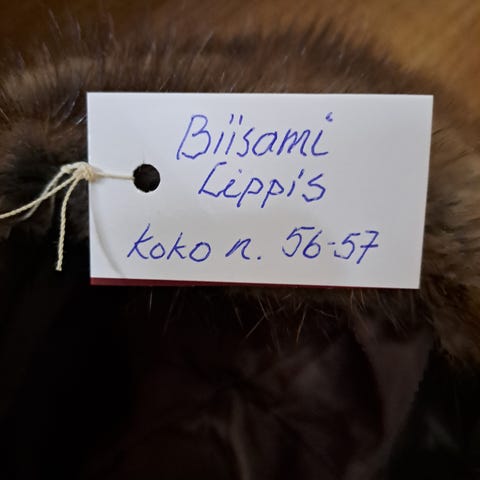 Biisami
Lippis
koko n. 56-57